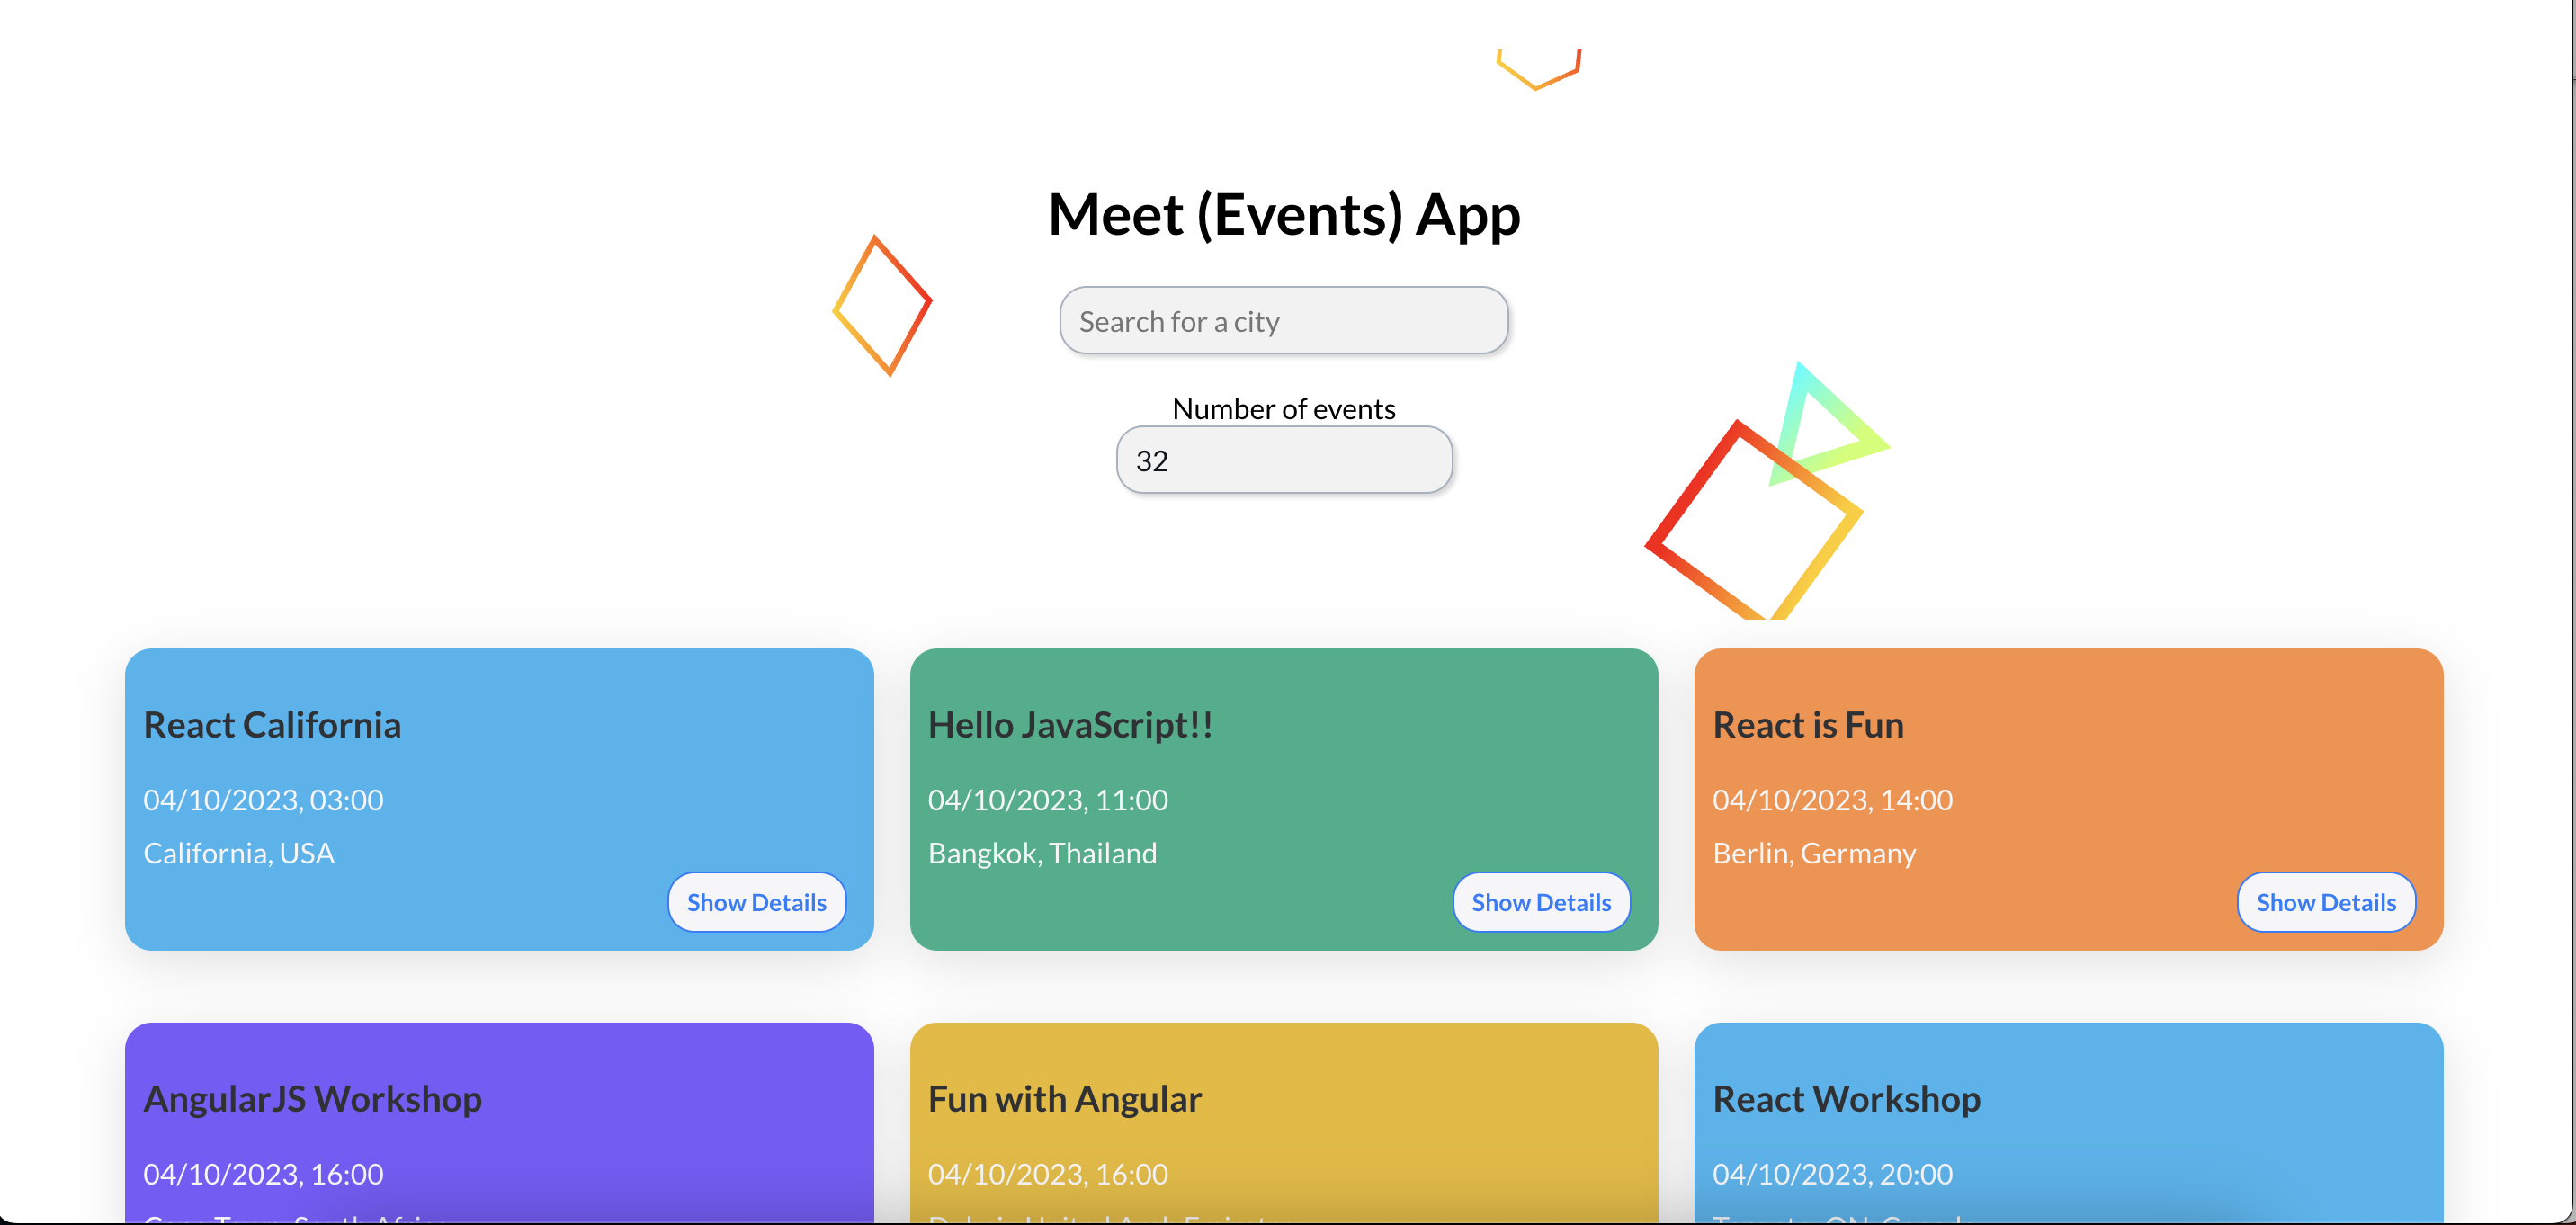 Meet (Events) App
Search for a city
Number of events
32
React California
04/10/2023, 03:00
California, USA
Show Details
Hello JavaScript!!
04/10/2023, 11:00
Bangkok, Thailand
Show Details
React is Fun
04/10/2023, 14:00
Berlin, Germany
Show Details
AngularJS Workshop
04/10/2023, 16:00
Fun with Angular
04/10/2023, 16:00
React Workshop
04/10/2023, 20:00